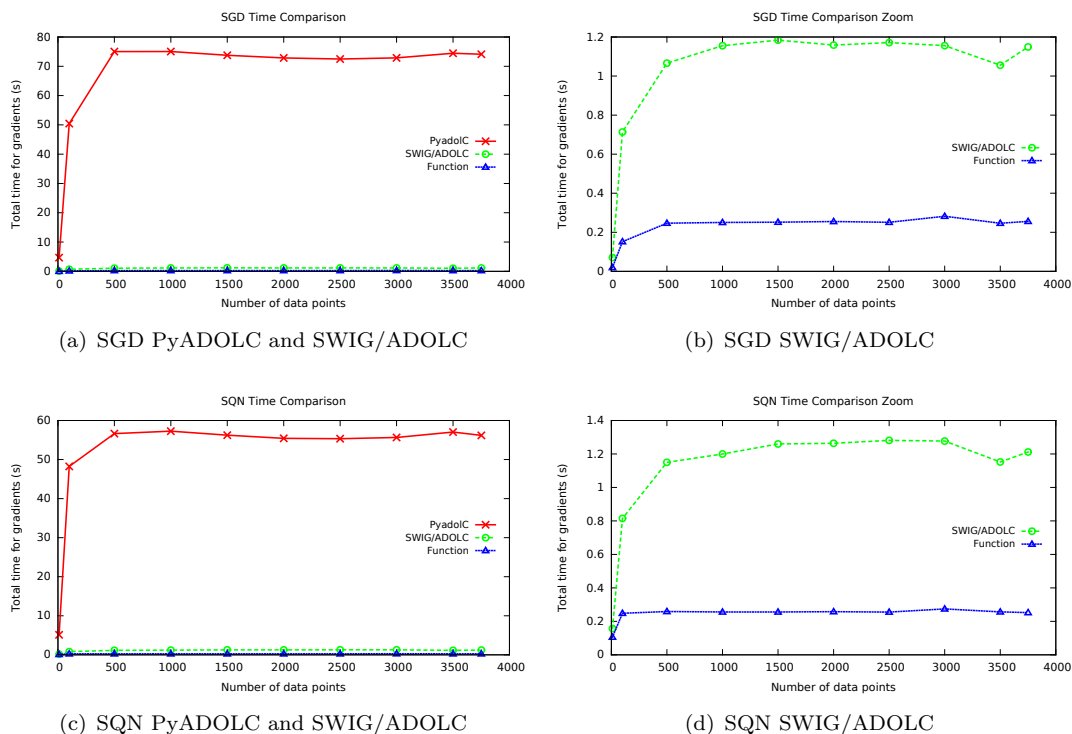 SGD Time Comparison
80
70
60
50
40
30
20
10
0
Total time for gradients (s)
PyadolC
SWIG/ADOLC
Function
0 500 1000 1500 2000 2500 3000 3500 4000
Number of data points
(a) SGD PyADOLC and SWIG/ADOLC
SGD Time Comparison Zoom
1.2
1
0.8
0.6
0.4
0.2
0
Total time for gradients (s)
SWIG/ADOLC
Function
0 500 1000 1500 2000 2500 3000 3500 4000
Number of data points
(b) SGD SWIG/ADOLC
SQN Time Comparison
60
50
40
30
20
10
0
Total time for gradients (s)
PyadolC
SWIG/ADOLC
Function
0 500 1000 1500 2000 2500 3000 3500 4000
Number of data points
(c) SQN PyADOLC and SWIG/ADOLC
SQN Time Comparison Zoom
1.4
1.2
1
0.8
0.6
0.4
0.2
0
Total time for gradients (s)
SWIG/ADOLC
Function
0 500 1000 1500 2000 2500 3000 3500 4000
Number of data points
(d) SQN SWIG/ADOLC